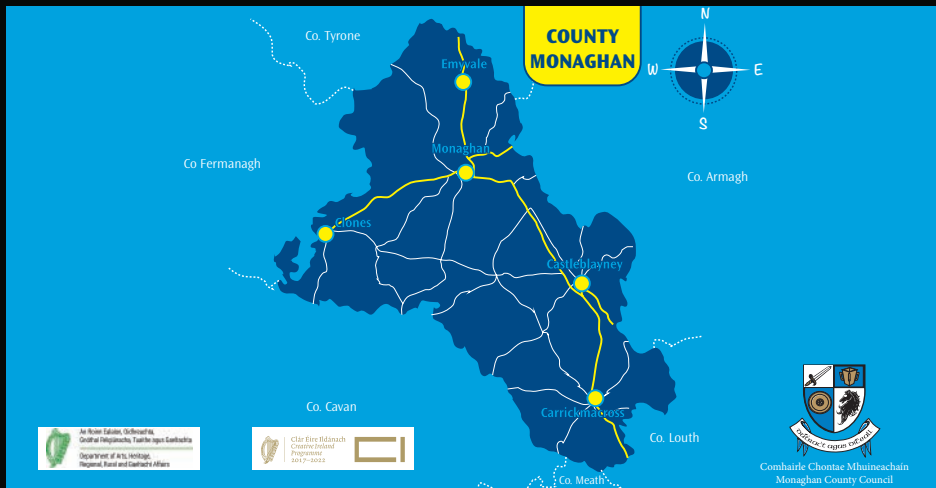 COUNTY
MONAGHAN
N
W
E
S
Co. Tyrone
Emyvale
Monaghan
Co Fermanagh
Co. Armagh
Clones
Castleblayney
Co. Cavan
Carrickmacross
Co. Louth
Co. Meath
An Roinn Ealaíon, Oidhreachta,
Gnóthaí Réigiúnacha, Tuaithe agus Gaeltachta
Department of Arts, Heritage,
Regional, Rural and Gaeltacht Affairs
Clár Éire Ildánach
Creative Ireland
Programme
2017–2022
Comhairle Chontae Mhuineachain
Monaghan County Council